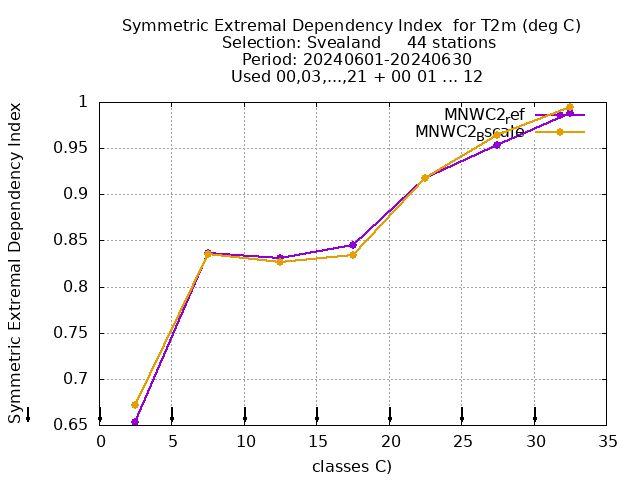 Symmetric Extremal Dependency Index  for T2m (deg C)
Selection: Svealand     44 stations
Period: 20240601-20240630
Used 00,03,...,21 + 00 01 ... 12
Symmetric Extremal Dependency Index
MNWC2ref
MNWC2Bscale
1
0.95
0.9
0.85
0.8
0.75
0.7
0.65
0 5 10 15 20 25 30 35
classes C)